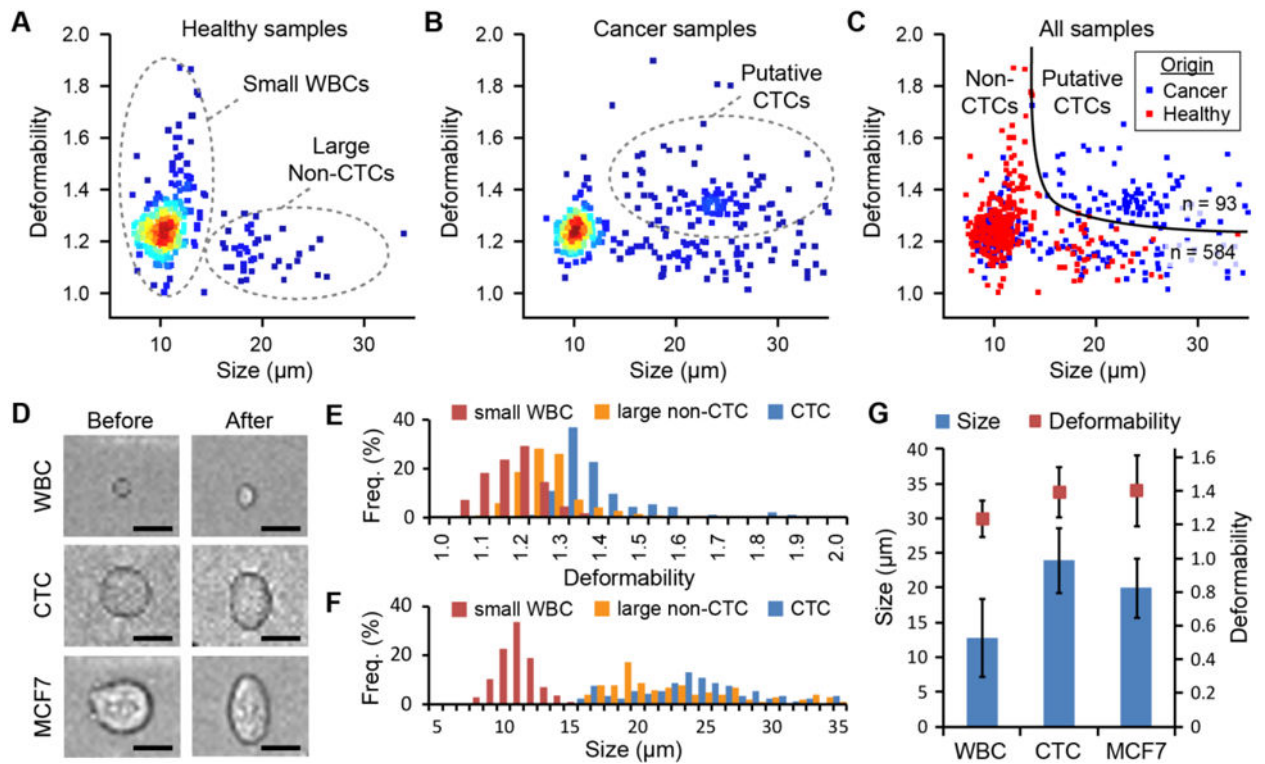 A
Healthy samples
2.0
1.8
1.6
1.4
1.2
1.0
Deformability
Small WBCs
Large
Non-CTCs
10
20
30
Size (µm)
B
Cancer samples
2.0
1.8
1.6
1.4
1.2
1.0
Deformability
Putative
CTCs
10
20
30
Size (µm)
C
All samples
2.0
1.8
1.6
1.4
1.2
1.0
Deformability
Non-
CTCs
Putative
CTCs
Origin
Cancer
Healthy
n = 93
n = 584
10
20
30
Size (µm)
D
Before
After
WBC
CTC
MCF7
E
small WBC
large non-CTC
CTC
Freq. (%)
40
20
0
1.0
1.1
1.2
1.3
1.4
1.5
1.6
1.7
1.8
1.9
2.0
Deformability
F
small WBC
large non-CTC
CTC
Freq. (%)
40
20
0
5
10
15
20
25
30
35
Size (µm)
G
Size
Deformability
Size (µm)
40
35
30
25
20
15
10
5
0
1.6
1.4
1.2
1.0
0.8
0.6
0.4
0.2
0
Deformability
WBC
CTC
MCF7